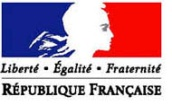 Liberté • Égalité • Fraternité
RÉPUBLIQUE FRANÇAISE